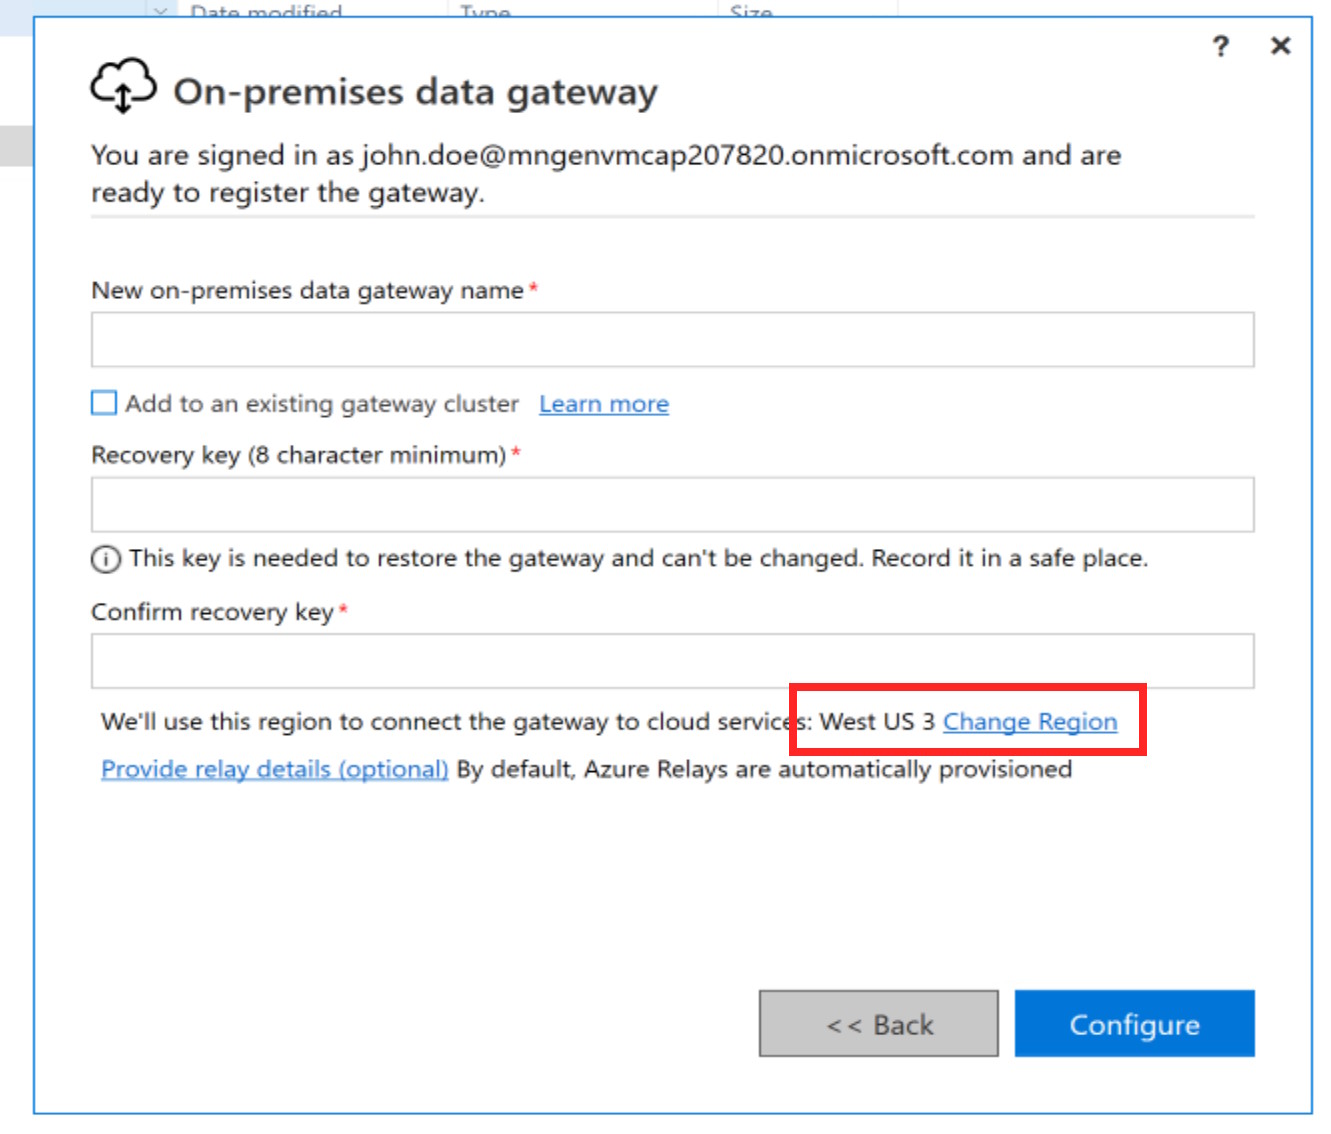 Date modified Type Size
? ×
On-premises data gateway
You are signed in as john.doe@mngenvmcap207820.onmicrosoft.com and are
ready to register the gateway.
New on-premises data gateway name *
Add to an existing gateway cluster Learn more
Recovery key (8 character minimum) *
This key is needed to restore the gateway and can't be changed. Record it in a safe place.
Confirm recovery key *
We'll use this region to connect the gateway to cloud services: West US 3 Change Region
Provide relay details (optional) By default, Azure Relays are automatically provisioned
<< Back Configure